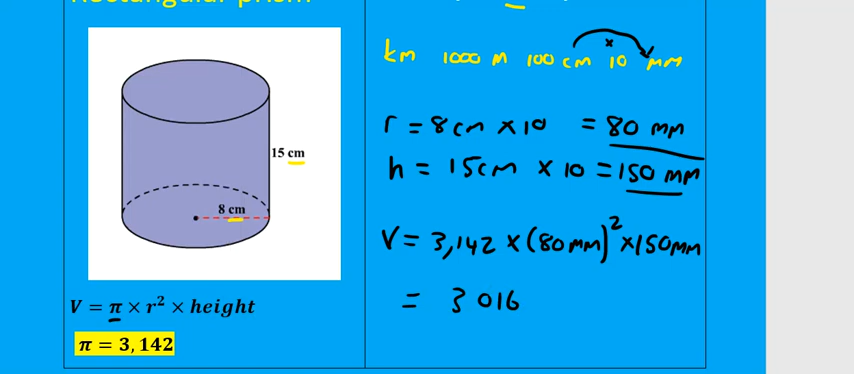 Rectangular prism
km 1000 m 100 cm 10 mm
×
15 cm
8 cm
V = π × r² × height
π = 3,142
r = 8cm × 10 = 80 mm
h = 15cm × 10 = 150 mm
V = 3,142 × (80mm)² × 150mm
= 3 016